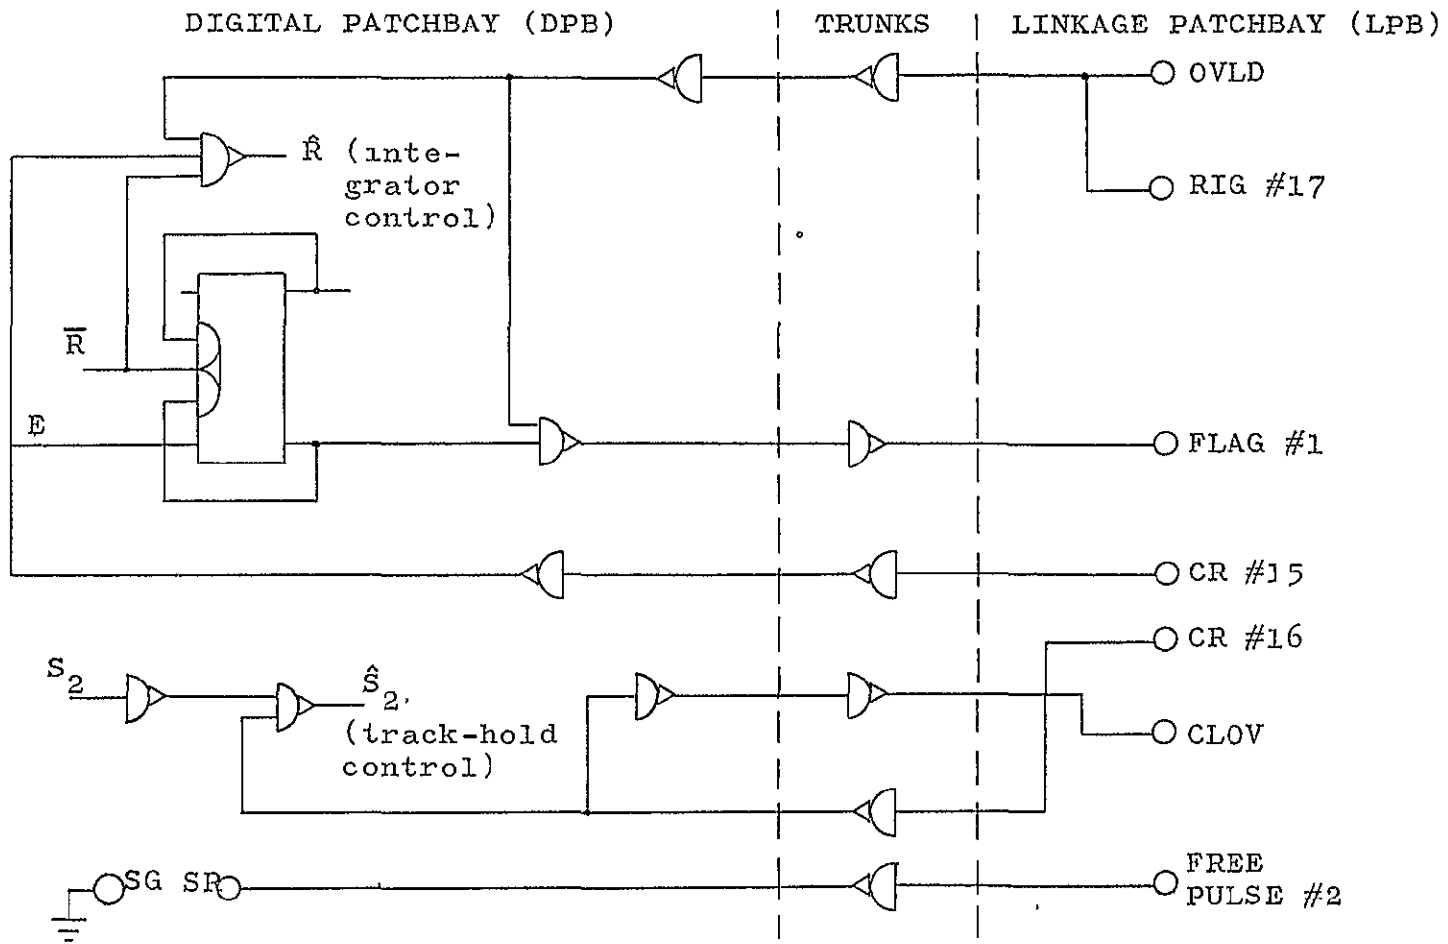 DIGITAL PATCHBAY (DPB)
TRUNKS
LINKAGE PATCHBAY (LPB)
OVLD
R̂ (inte-
grator
control)
RIG #17
R̅
E
FLAG #1
CR #15
CR #16
S₂
Ŝ₂
(track-hold
control)
CLOV
SG SP
FREE
PULSE #2